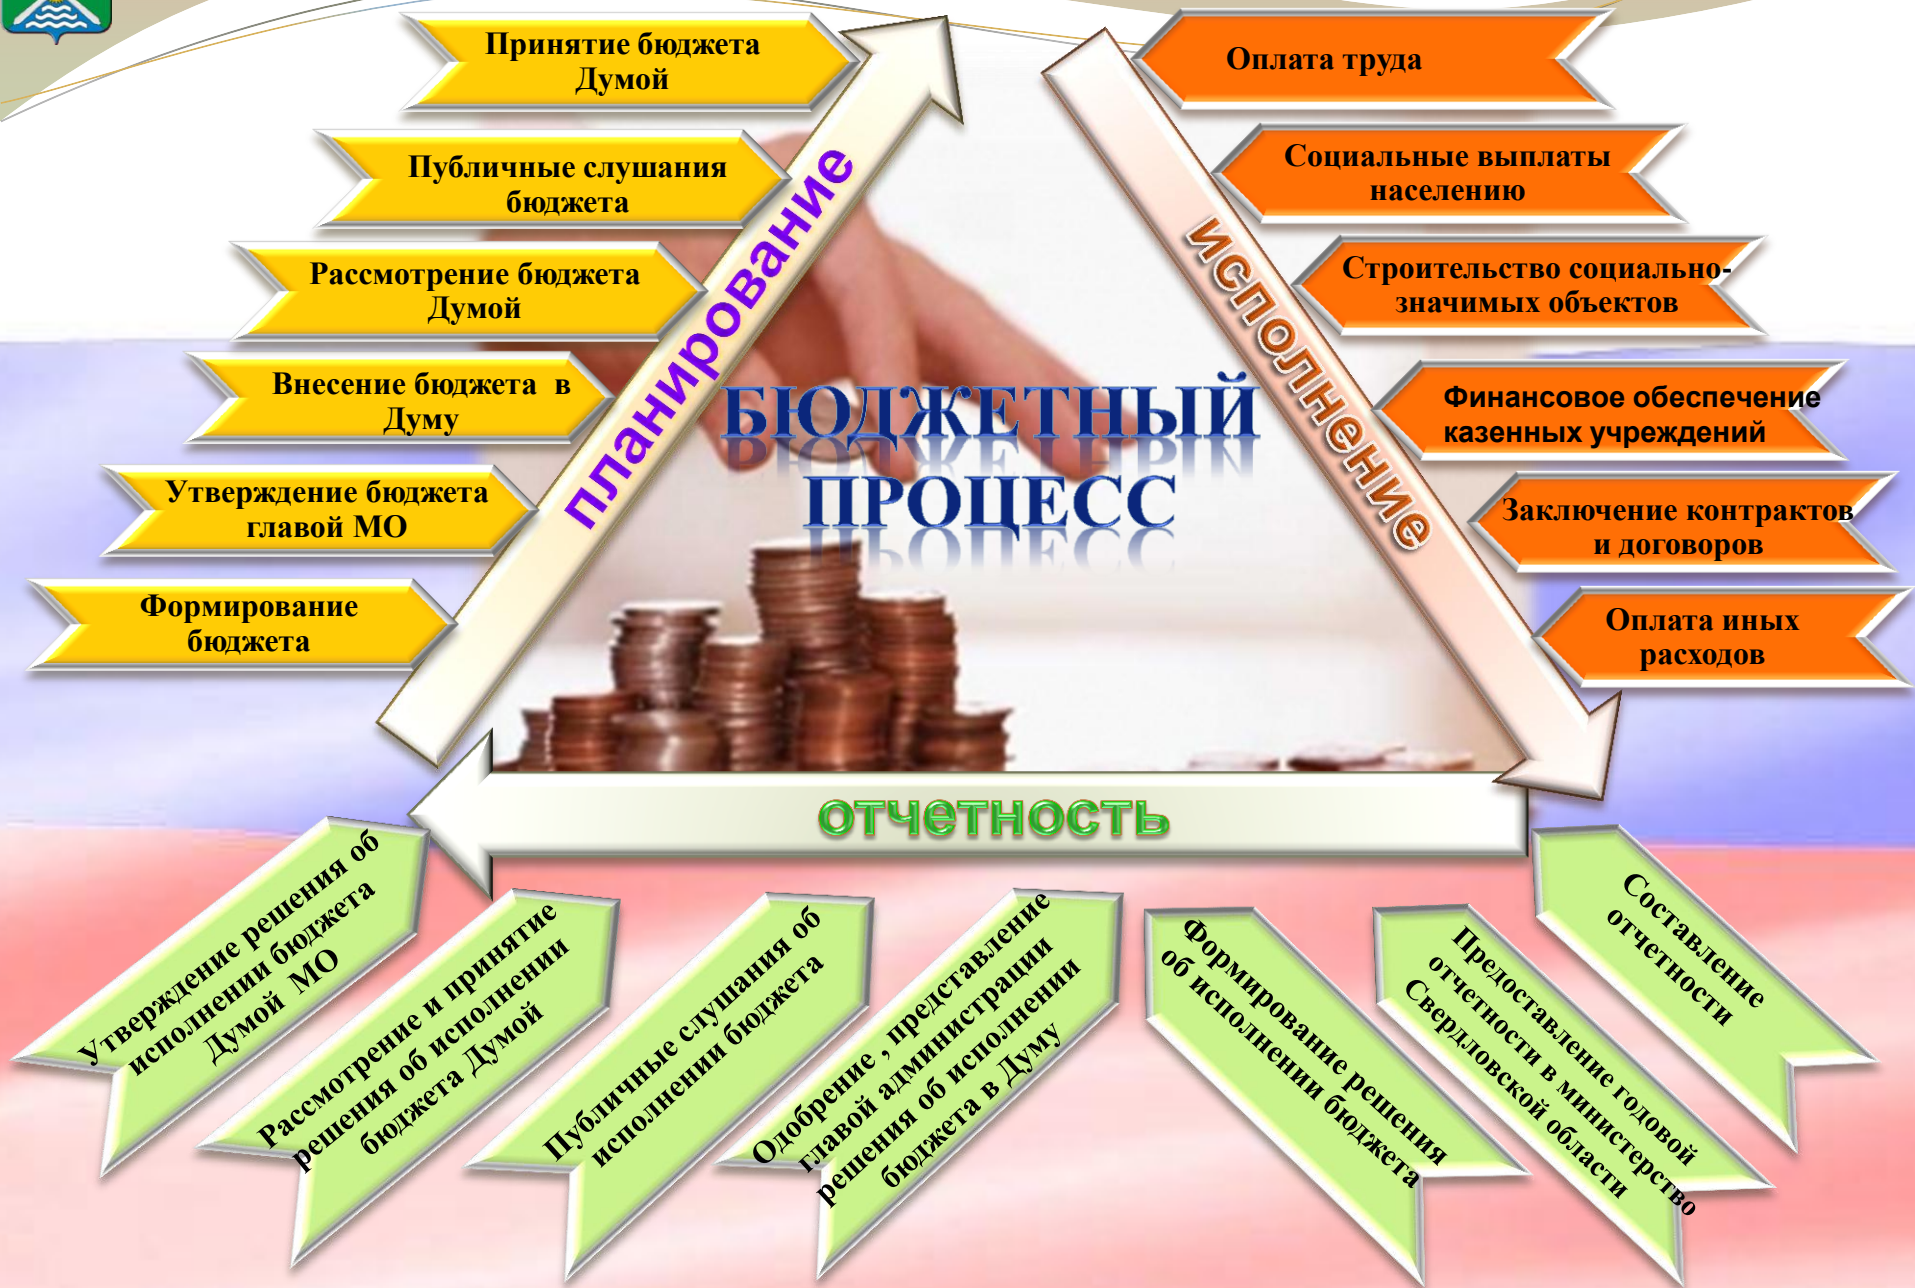 Принятие бюджета
Думой
Публичные слушания
бюджета
Рассмотрение бюджета
Думой
Внесение бюджета в
Думу
Утверждение бюджета
главой МО
Формирование
бюджета
планирование
БЮДЖЕТНЫЙ
ПРОЦЕСС
исполнение
Оплата труда
Социальные выплаты
населению
Строительство социально-
значимых объектов
Финансовое обеспечение
казенных учреждений
Заключение контрактов
и договоров
Оплата иных
расходов
отчетность
Утверждение решения об
исполнении бюджета
Думой МО
Рассмотрение и принятие
решения об исполнении
бюджета Думой
Публичные слушания об
исполнении бюджета
Одобрение , представление
главой администрации
решения об исполнении
бюджета в Думу
Формирование решения
об исполнении бюджета
Предоставление годовой
отчетности в министерство
Свердловской области
Составление
отчетности